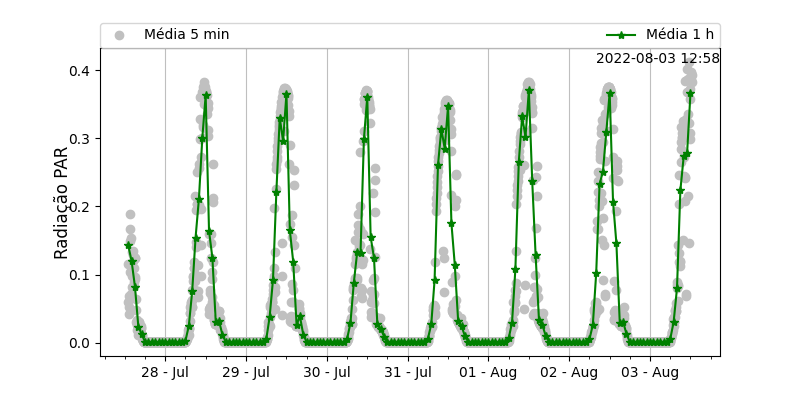 Média 5 min
Média 1 h
2022-08-03 12:58
Radiação PAR
0.4
0.3
0.2
0.1
0.0
28 - Jul
29 - Jul
30 - Jul
31 - Jul
01 - Aug
02 - Aug
03 - Aug